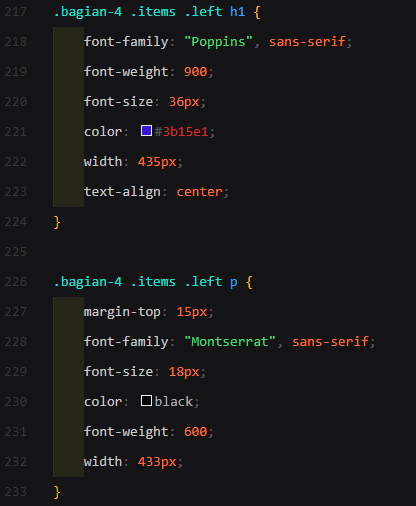 217 .bagian-4 .items .left h1 {
218 font-family: "Poppins", sans-serif;
219 font-weight: 900;
220 font-size: 36px;
221 color: #3b15e1;
222 width: 435px;
223 text-align: center;
224 }
225
226 .bagian-4 .items .left p {
227 margin-top: 15px;
228 font-family: "Montserrat", sans-serif;
229 font-size: 18px;
230 color: black;
231 font-weight: 600;
232 width: 433px;
233 }